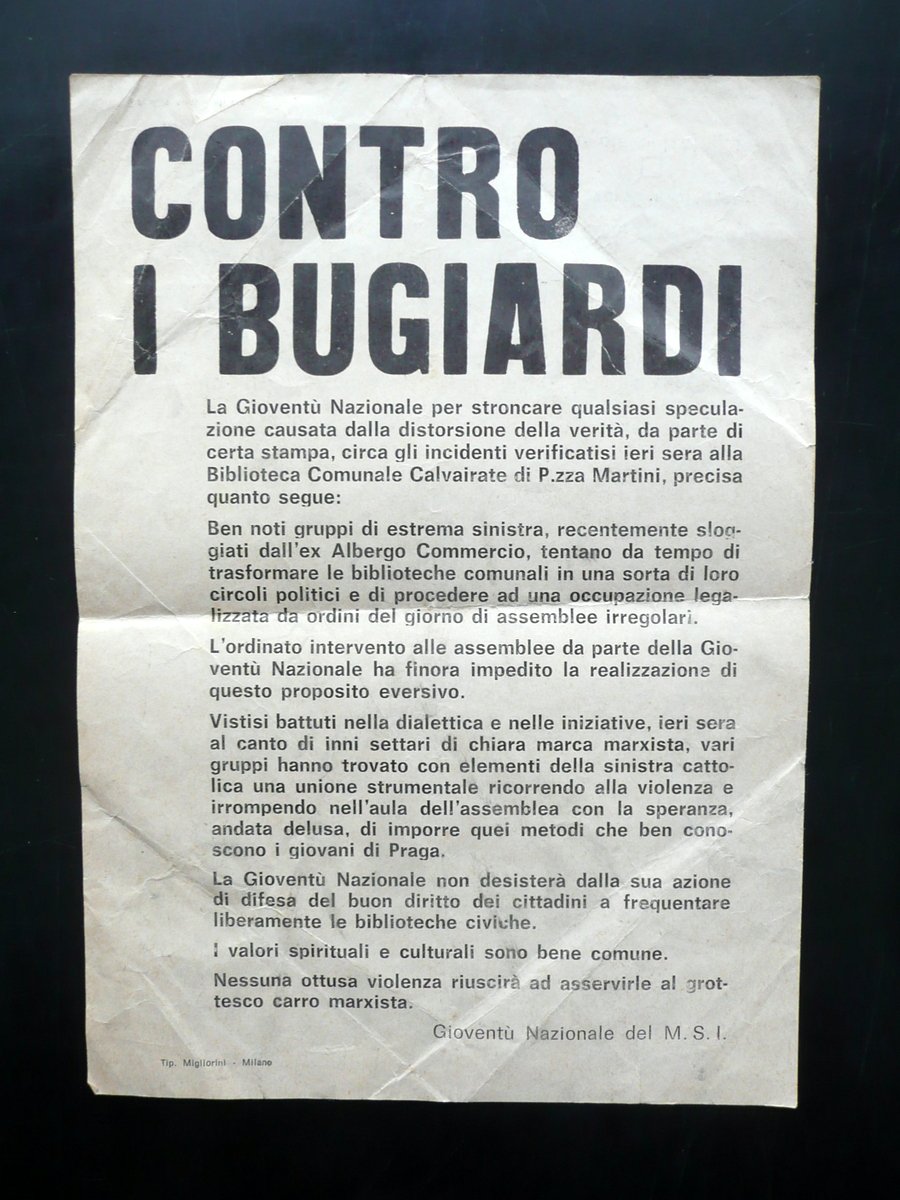 CONTRO
I BUGIARDI
La Gioventù Nazionale per stroncare qualsiasi specula-
zione causata dalla distorsione della verità, da parte di
certa stampa, circa gli incidenti verificatisi ieri sera alla
Biblioteca Comunale Calvairate di P.zza Martini, precisa
quanto segue:
Ben noti gruppi di estrema sinistra, recentemente slog-
giati dall'ex Albergo Commercio, tentano da tempo di
trasformare le biblioteche comunali in una sorta di loro
circoli politici e di procedere ad una occupazione lega-
lizzata da ordini del giorno di assemblee irregolari.
L'ordinato intervento alle assemblee da parte della Gio-
ventù Nazionale ha finora impedito la realizzazione di
questo proposito eversivo.
Vistisi battuti nella dialettica e nelle iniziative, ieri sera
al canto di inni settari di chiara marca marxista, vari
gruppi hanno trovato con elementi della sinistra catto-
lica una unione strumentale ricorrendo alla violenza e
irrompendo nell'aula dell'assemblea con la speranza,
andata delusa, di imporre quei metodi che ben cono-
scono i giovani di Praga.
La Gioventù Nazionale non desisterà dalla sua azione
di difesa del buon diritto dei cittadini a frequentare
liberamente le biblioteche civiche.
I valori spirituali e culturali sono bene comune.
Nessuna ottusa violenza riuscirà ad asservirle al grot-
tesco carro marxista.
Gioventù Nazionale del M.S.I.
Tip. Migliorini - Milano